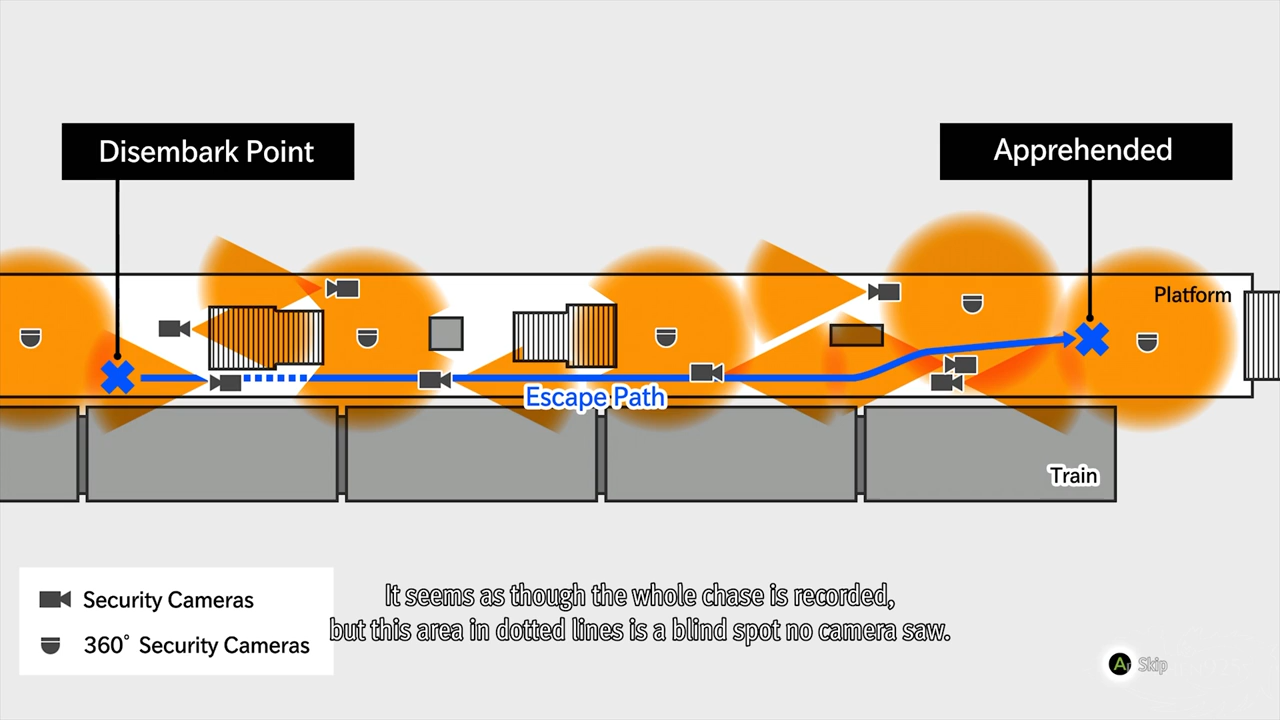 Disembark Point
Apprehended
Platform
Escape Path
Train
Security Cameras
360° Security Cameras
It seems as though the whole chase is recorded,
but this area in dotted lines is a blind spot no camera saw.
A Skip